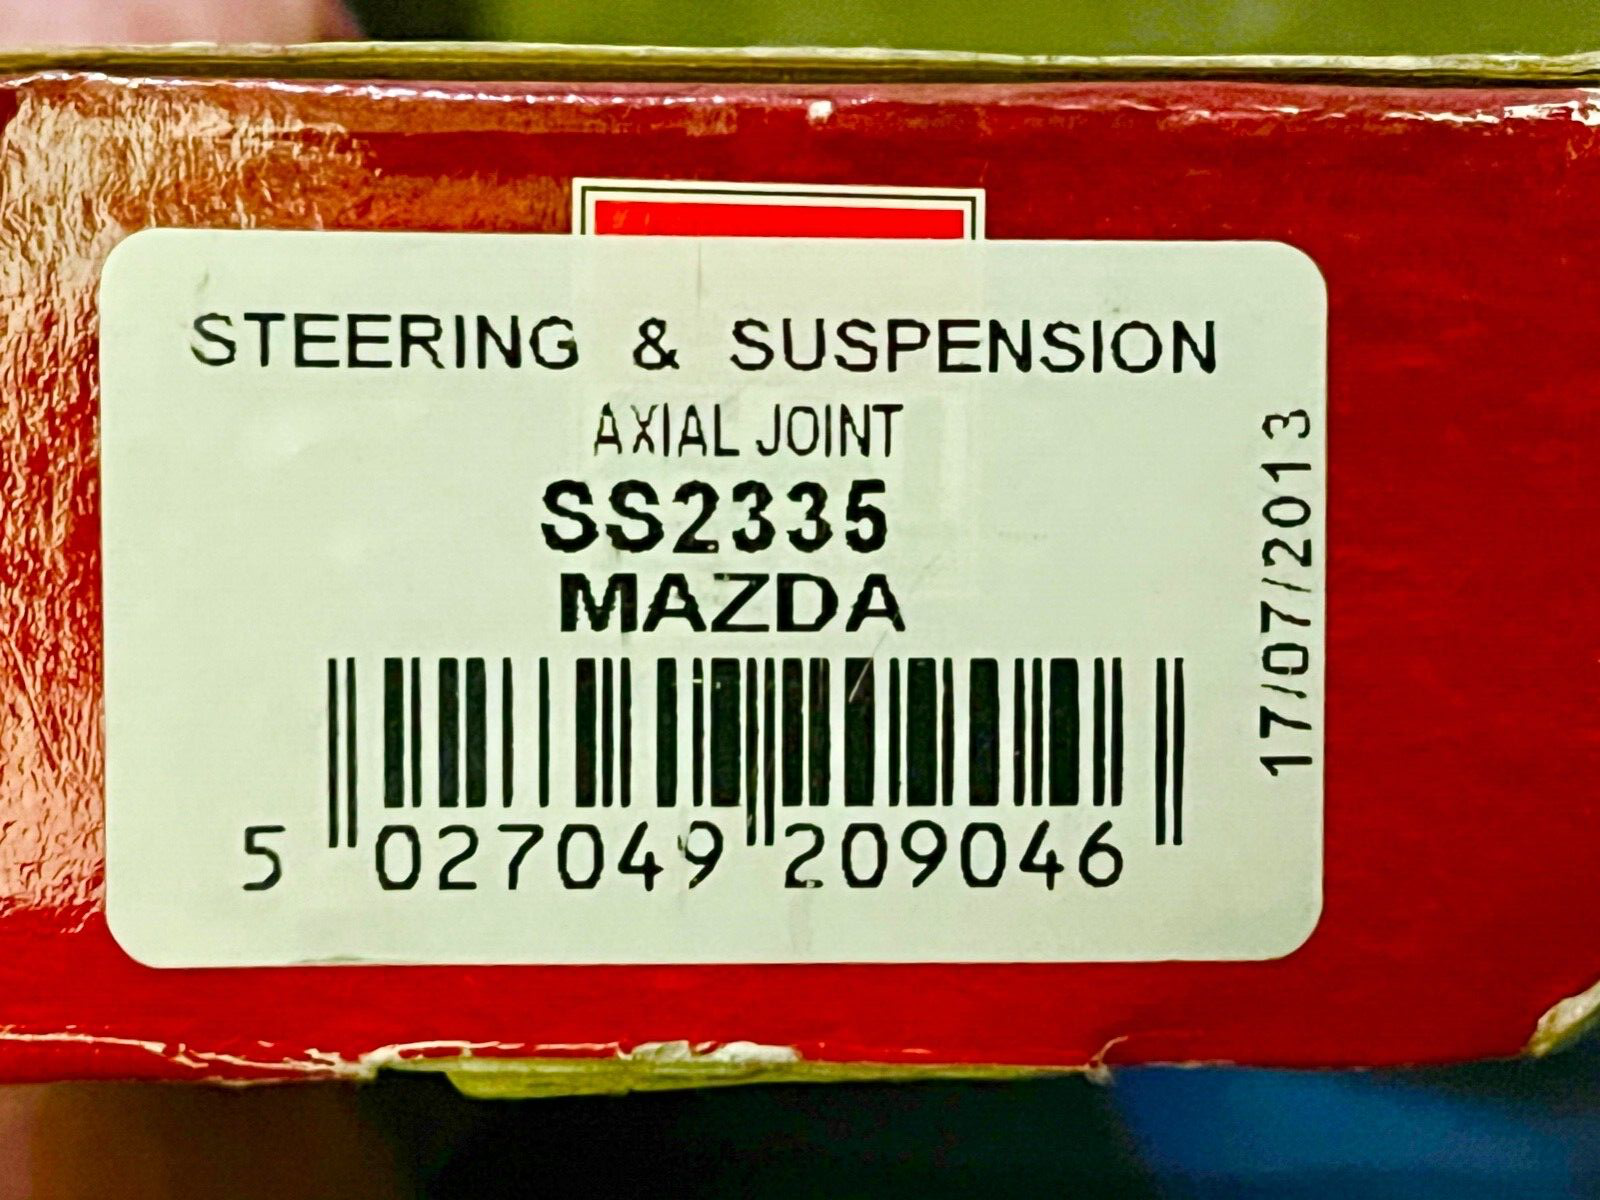 STEERING & SUSPENSION
AXIAL JOINT
SS2335
MAZDA
5 027049 209046
17/07/2013